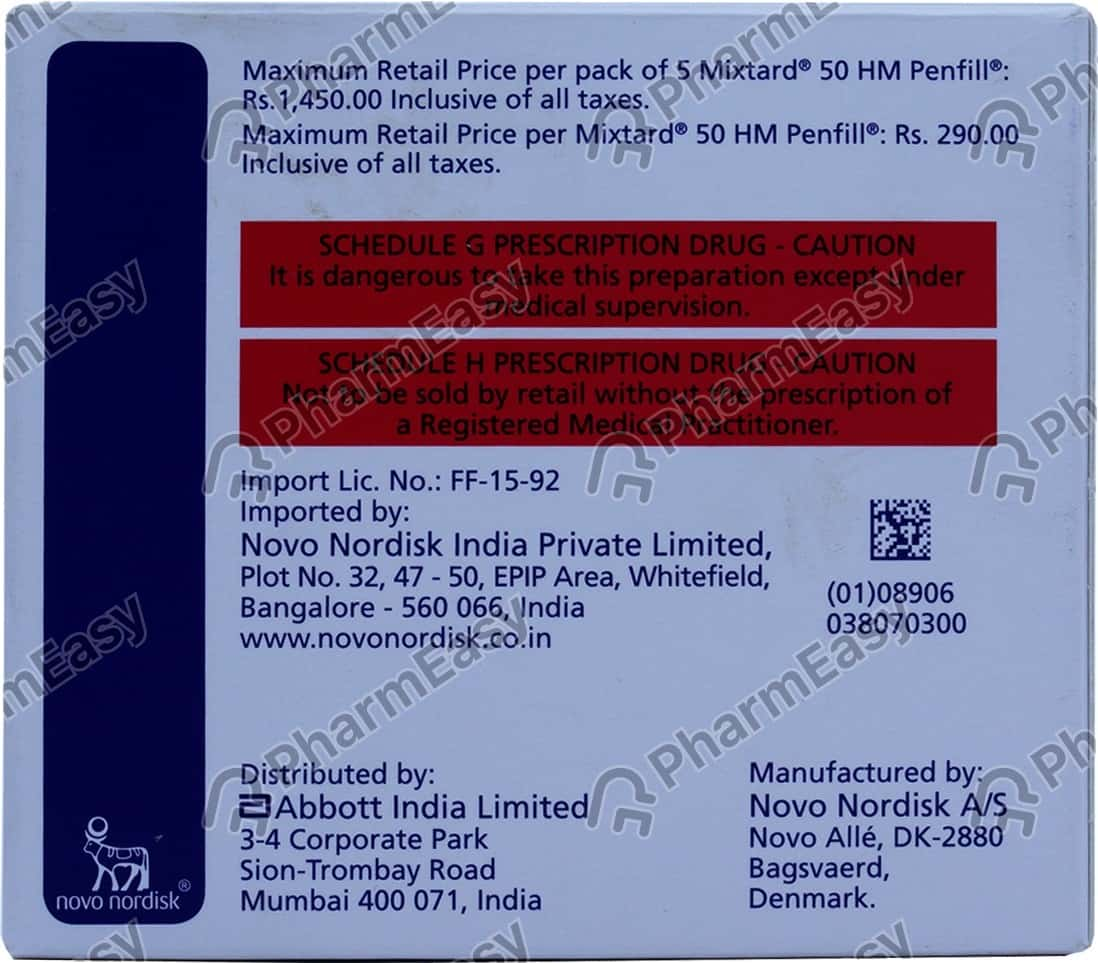 Maximum Retail Price per pack of 5 Mixtard® 50 HM Penfill®:
Rs.1,450.00 Inclusive of all taxes.
Maximum Retail Price per Mixtard® 50 HM Penfill®: Rs. 290.00
Inclusive of all taxes.
SCHEDULE G PRESCRIPTION DRUG - CAUTION
It is dangerous to take this preparation except under
medical supervision.
SCHEDULE H PRESCRIPTION DRUG - CAUTION
Not to be sold by retail without the prescription of
a Registered Medical Practitioner.
Import Lic. No.: FF-15-92
Imported by:
Novo Nordisk India Private Limited,
Plot No. 32, 47 - 50, EPIP Area, Whitefield,
Bangalore - 560 066, India
www.novonordisk.co.in
(01)08906
038070300
Distributed by:
Abbott India Limited
3-4 Corporate Park
Sion-Trombay Road
Mumbai 400 071, India
Manufactured by:
Novo Nordisk A/S
Novo Allé, DK-2880
Bagsvaerd,
Denmark.
novo nordisk®
PharmEasy